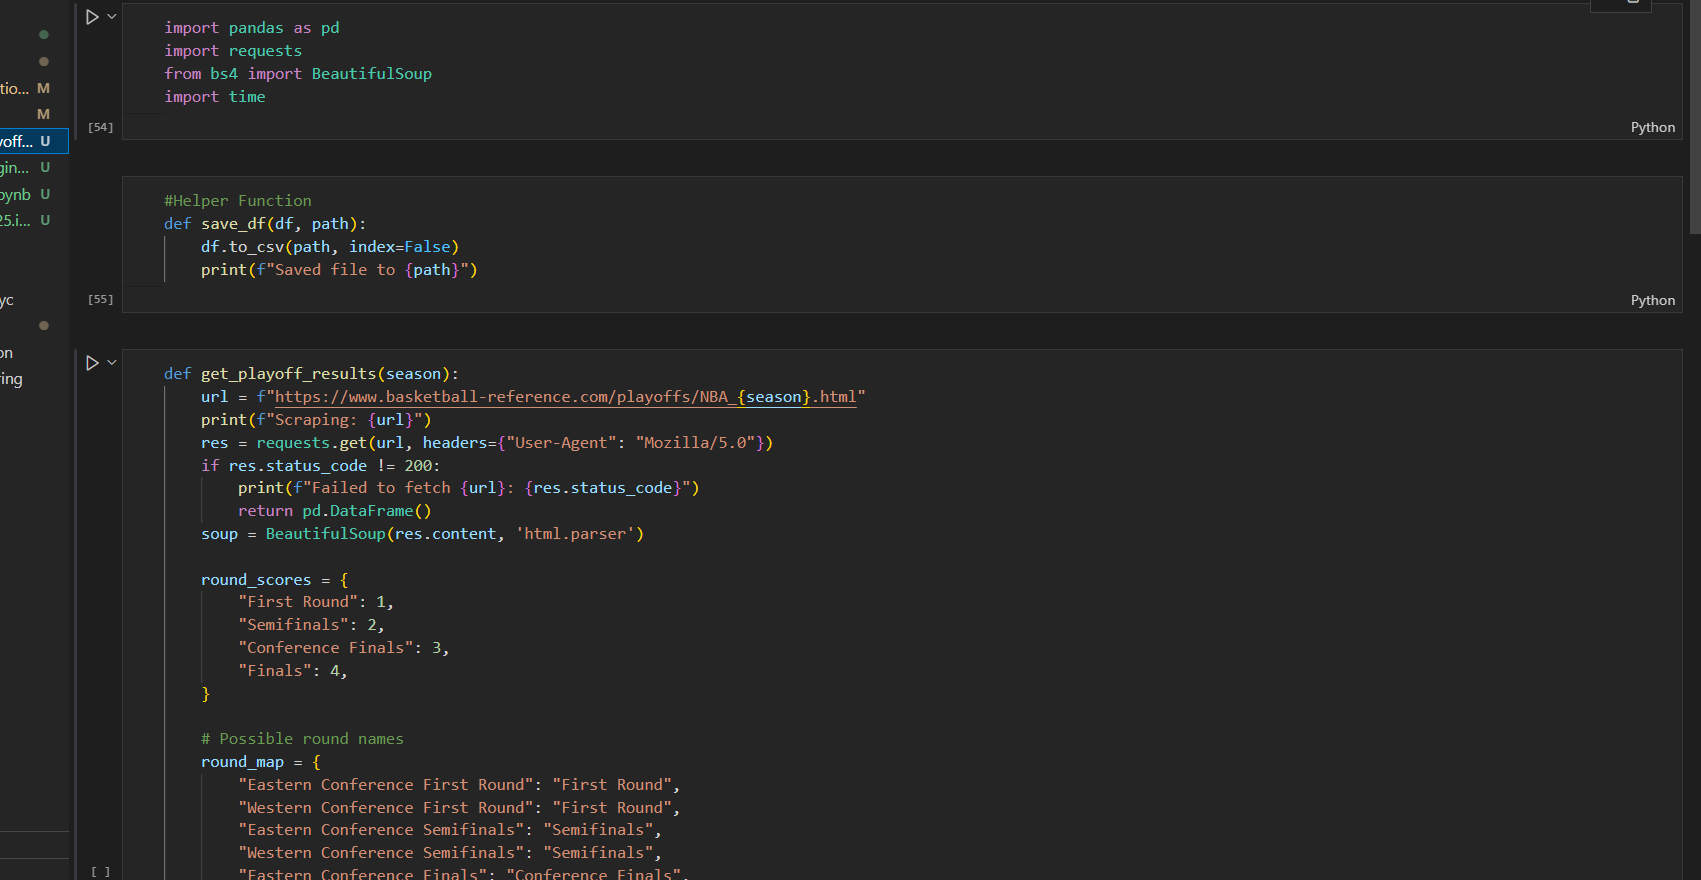 import pandas as pd
import requests
from bs4 import BeautifulSoup
import time
[54]
Python
tio... M
M
yoff... U
gin... U
pynb U
25.i... U
yc
on
ring
#Helper Function
def save_df(df, path):
    df.to_csv(path, index=False)
    print(f"Saved file to {path}")
[55]
Python
def get_playoff_results(season):
    url = f"https://www.basketball-reference.com/playoffs/NBA_{season}.html"
    print(f"Scraping: {url}")
    res = requests.get(url, headers={"User-Agent": "Mozilla/5.0"})
    if res.status_code != 200:
        print(f"Failed to fetch {url}: {res.status_code}")
        return pd.DataFrame()
    soup = BeautifulSoup(res.content, 'html.parser')
    round_scores = {
        "First Round": 1,
        "Semifinals": 2,
        "Conference Finals": 3,
        "Finals": 4,
    }
    # Possible round names
    round_map = {
        "Eastern Conference First Round": "First Round",
        "Western Conference First Round": "First Round",
        "Eastern Conference Semifinals": "Semifinals",
        "Western Conference Semifinals": "Semifinals",
        "Eastern Conference Finals": "Conference Finals",
[ ]